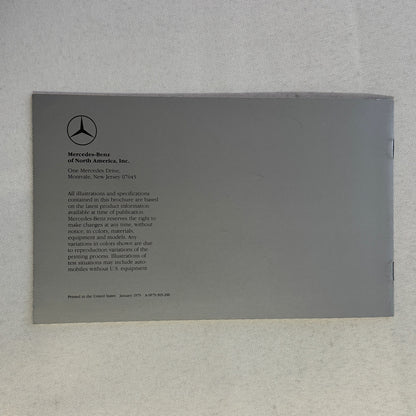 Mercedes-Benz
of North America, Inc.
One Mercedes Drive,
Montvale, New Jersey 07645
All illustrations and specifications
contained in this brochure are based
on the latest product information
available at time of publication.
Mercedes-Benz reserves the right to
make changes at any time, without
notice, in colors, materials,
equipment and models. Any
variations in colors shown are due
to reproduction variations of the
printing process. Illustrations of
test situations may include auto-
mobiles without U.S. equipment.
Printed in the United States January 1979